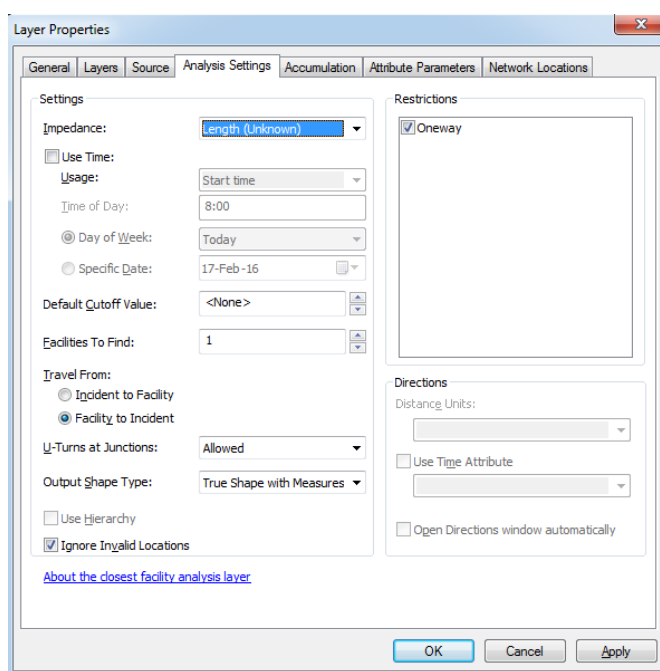 Layer Properties
General Layers Source Analysis Settings Accumulation Attribute Parameters Network Locations
Settings
Impedance: Length (Unknown)
Use Time:
Usage: Start time
Time of Day: 8:00
Day of Week: Today
Specific Date: 17-Feb-16
Default Cutoff Value: <None>
Facilities To Find: 1
Travel From:
Incident to Facility
Facility to Incident
U-Turns at Junctions: Allowed
Output Shape Type: True Shape with Measures
Use Hierarchy
Ignore Invalid Locations
About the closest facility analysis layer
Restrictions
Oneway
Directions
Distance Units:
Use Time Attribute
Open Directions window automatically
OK Cancel Apply